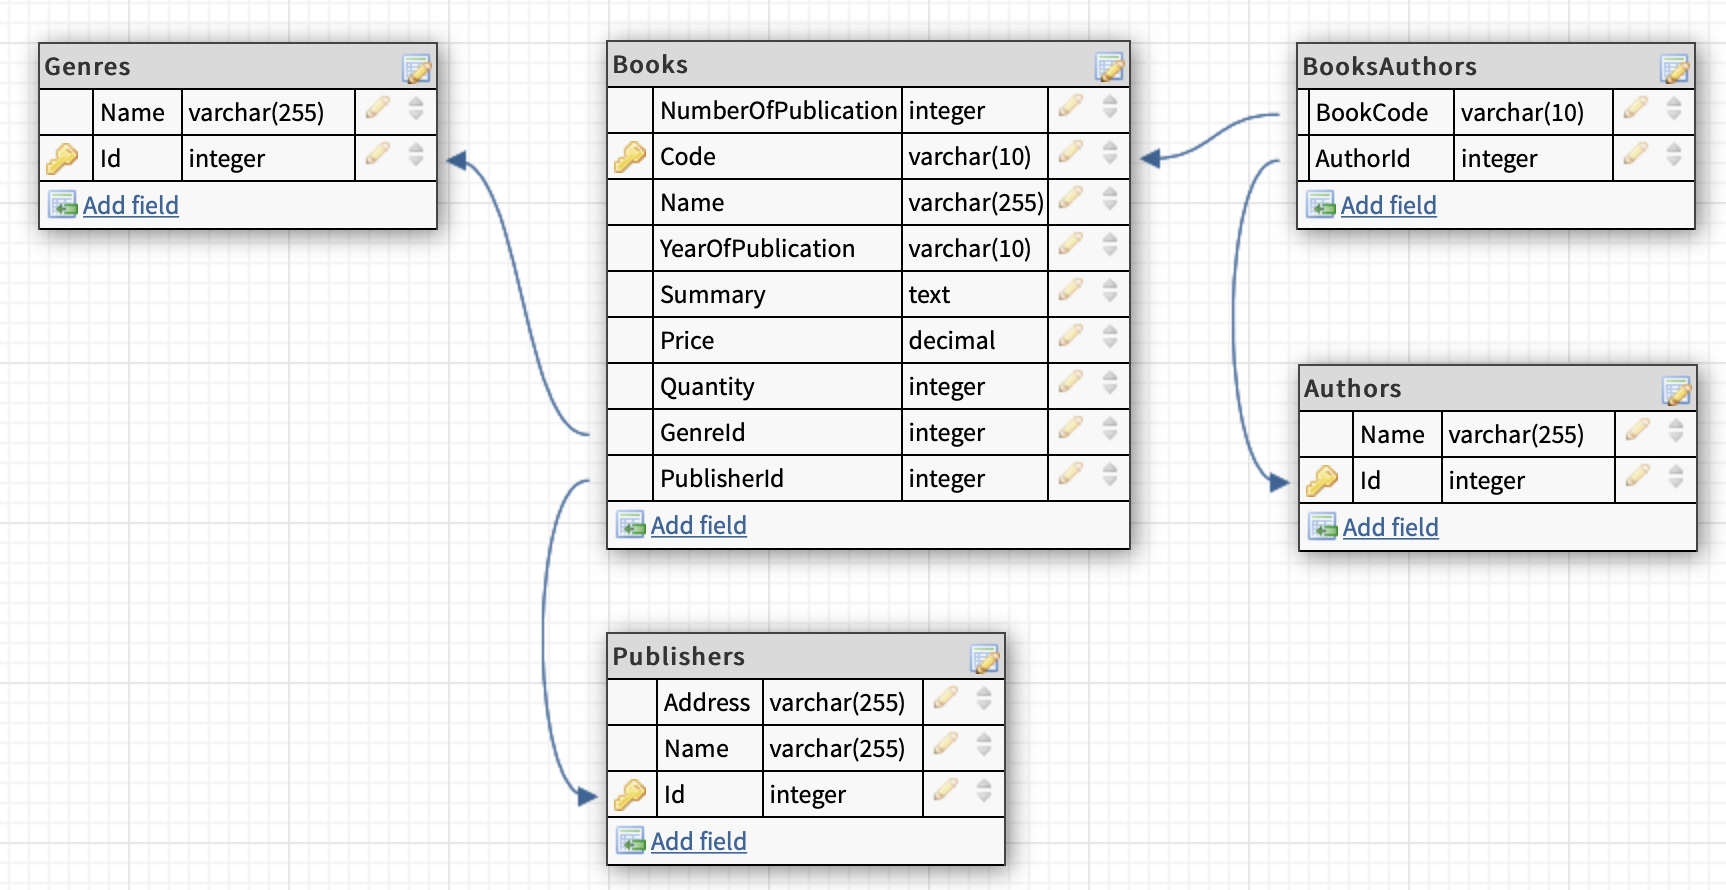 Genres
Name varchar(255)
Id integer
Add field
Books
NumberOfPublication integer
Code varchar(10)
Name varchar(255)
YearOfPublication varchar(10)
Summary text
Price decimal
Quantity integer
GenreId integer
PublisherId integer
Add field
BooksAuthors
BookCode varchar(10)
AuthorId integer
Add field
Authors
Name varchar(255)
Id integer
Add field
Publishers
Address varchar(255)
Name varchar(255)
Id integer
Add field